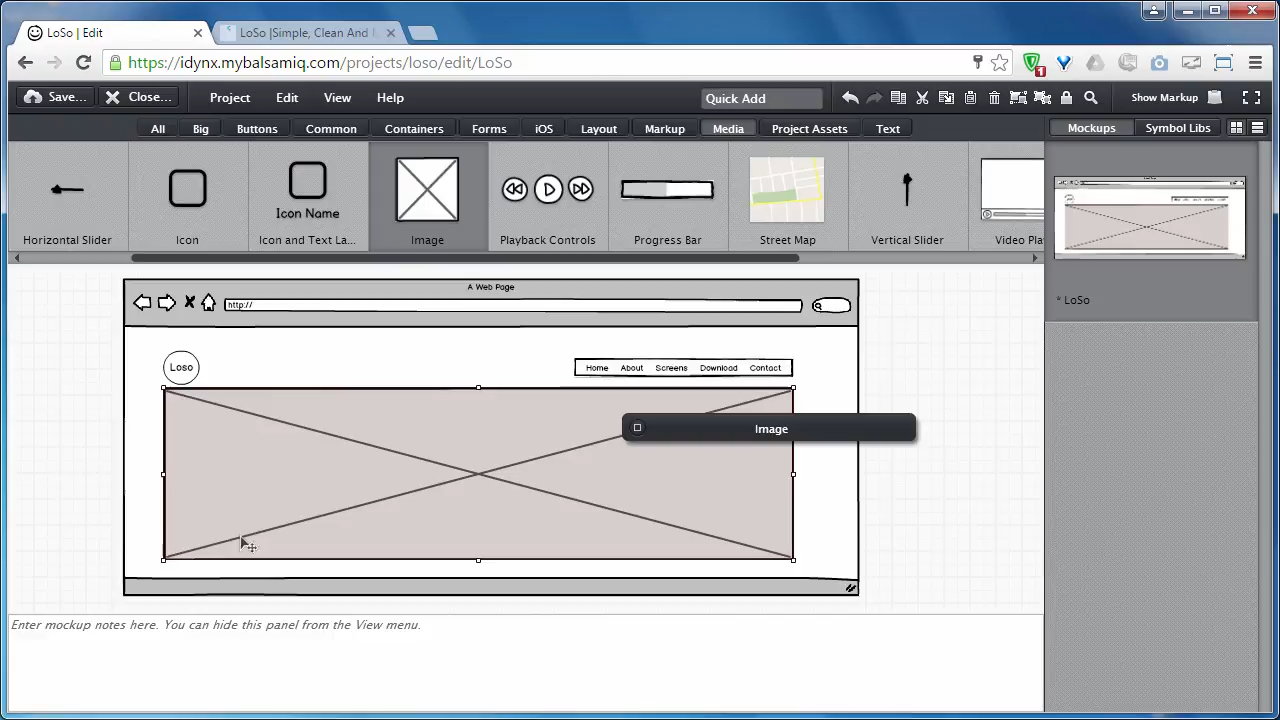 LoSo | Edit
LoSo |Simple, Clean And
https://idynx.mybalsamiq.com/projects/loso/edit/LoSo
1
Save... Close... Project Edit View Help Quick Add Show Markup
All Big Buttons Common Containers Forms iOS Layout Markup Media Project Assets Text Mockups Symbol Libs
Icon Name
Horizontal Slider Icon Icon and Text La... Image Playback Controls Progress Bar Street Map Vertical Slider Video Pla
* LoSo
A Web Page
http://
Loso Home About Screens Download Contact
Image
Enter mockup notes here. You can hide this panel from the View menu.